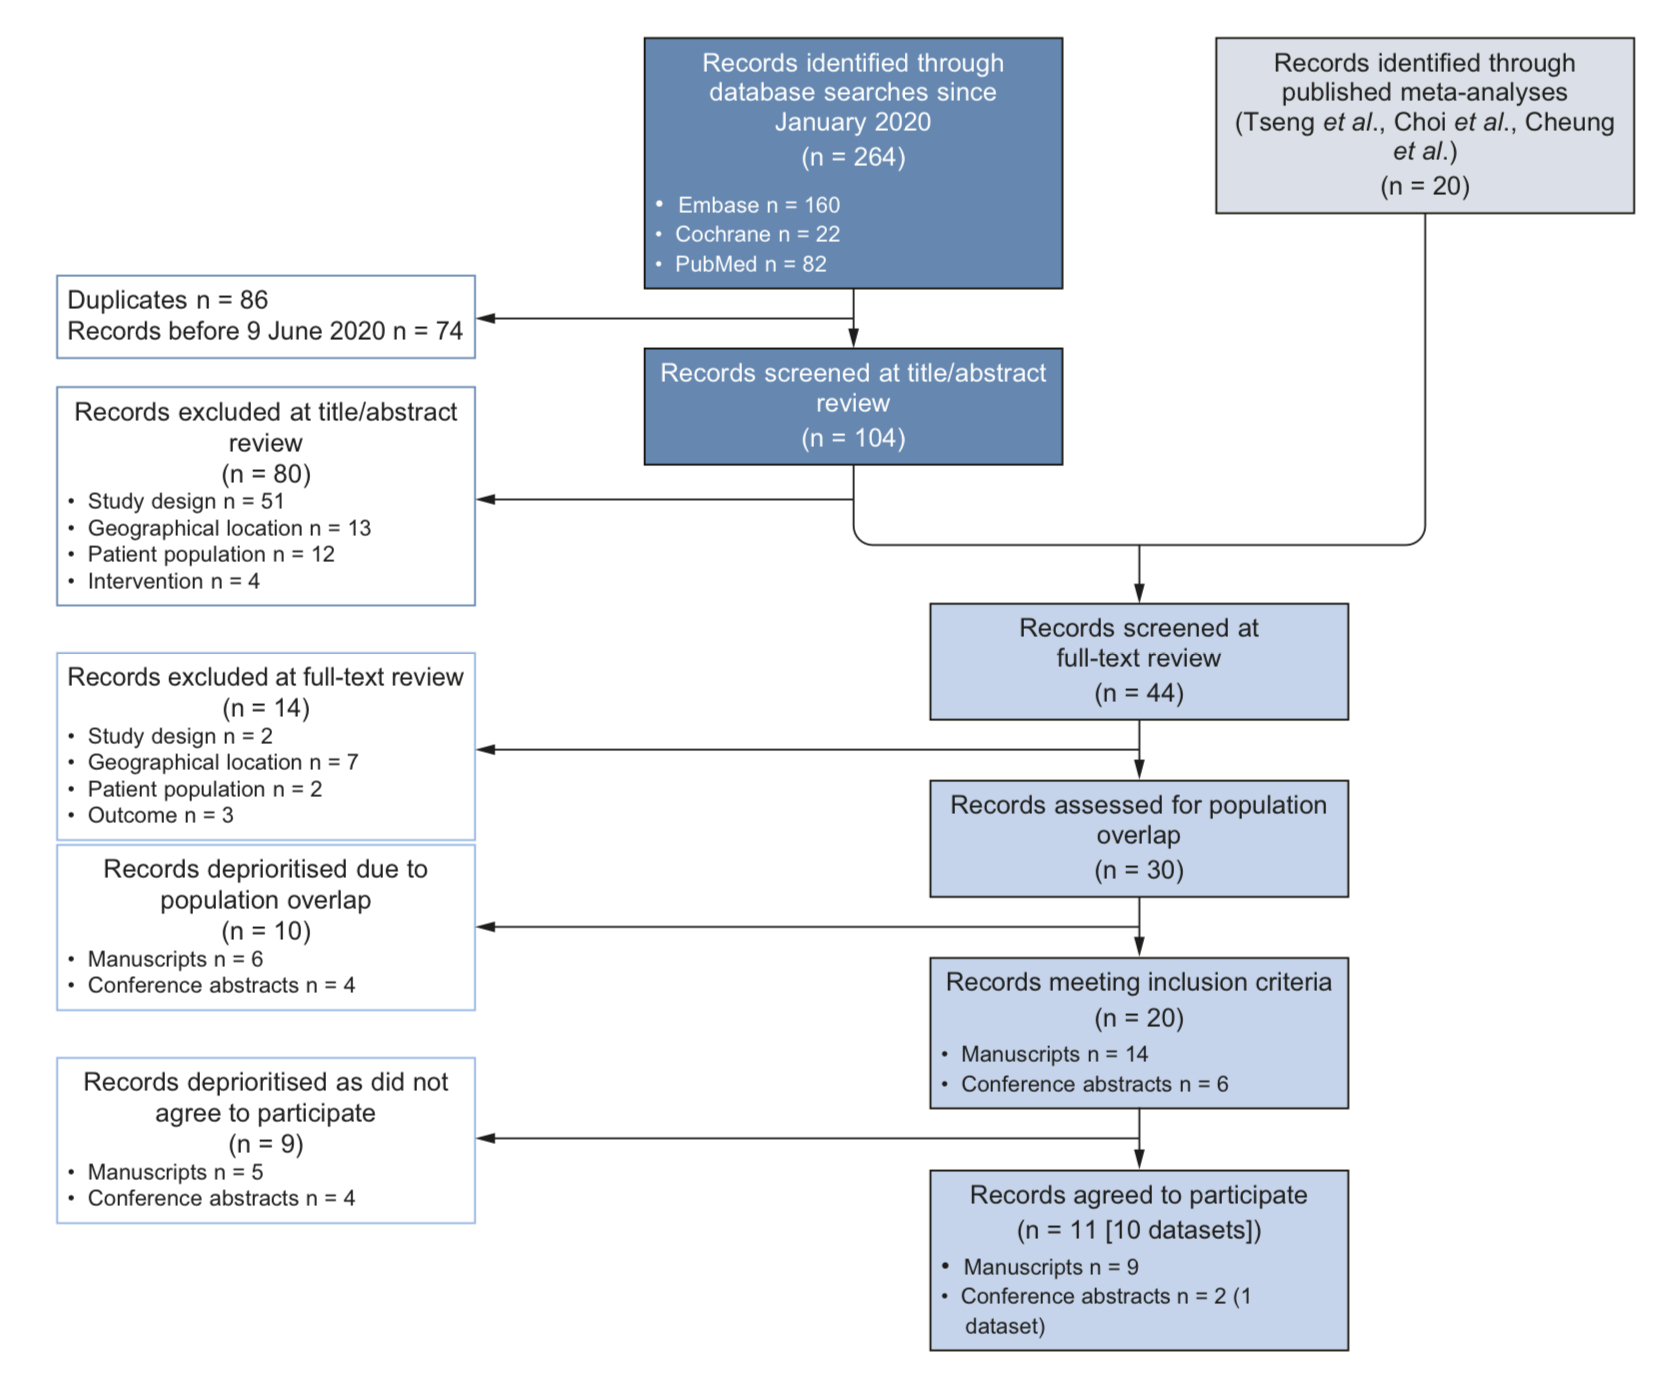 Records identified through
database searches since
January 2020
(n = 264)
• Embase n = 160
• Cochrane n = 22
• PubMed n = 82
Records identified through
published meta-analyses
(Tseng et al., Choi et al., Cheung
et al.)
(n = 20)
Duplicates n = 86
Records before 9 June 2020 n = 74
Records screened at title/abstract
review
(n = 104)
Records excluded at title/abstract
review
(n = 80)
• Study design n = 51
• Geographical location n = 13
• Patient population n = 12
• Intervention n = 4
Records screened at
full-text review
(n = 44)
Records excluded at full-text review
(n = 14)
• Study design n = 2
• Geographical location n = 7
• Patient population n = 2
• Outcome n = 3
Records assessed for population
overlap
(n = 30)
Records deprioritised due to
population overlap
(n = 10)
• Manuscripts n = 6
• Conference abstracts n = 4
Records meeting inclusion criteria
(n = 20)
• Manuscripts n = 14
• Conference abstracts n = 6
Records deprioritised as did not
agree to participate
(n = 9)
• Manuscripts n = 5
• Conference abstracts n = 4
Records agreed to participate
(n = 11 [10 datasets])
• Manuscripts n = 9
• Conference abstracts n = 2 (1
dataset)